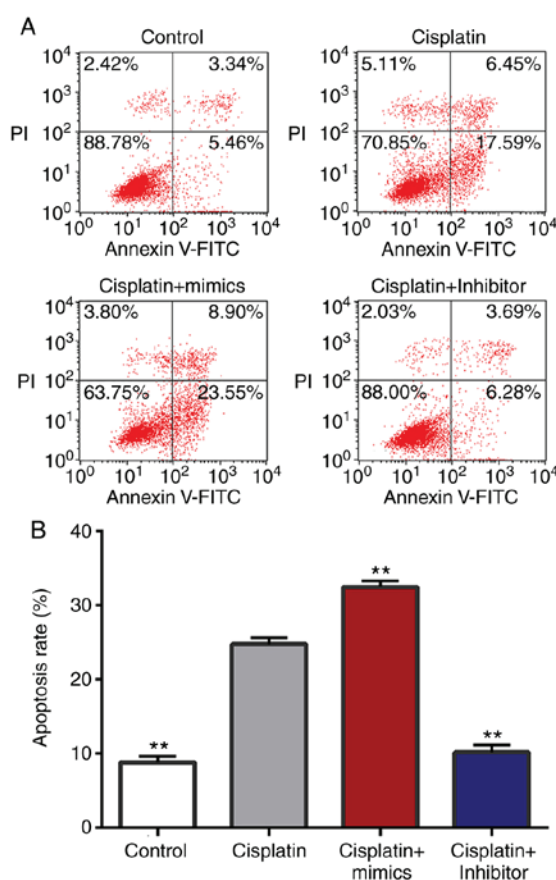 A
Control
10⁴
10³
10²
10¹
10⁰
PI
2.42% 3.34%
88.78% 5.46%
10⁰ 10¹ 10² 10³ 10⁴
Annexin V-FITC
Cisplatin
10⁴
10³
10²
10¹
10⁰
PI
5.11% 6.45%
70.85% 17.59%
10⁰ 10¹ 10² 10³ 10⁴
Annexin V-FITC
Cisplatin+mimics
10⁴
10³
10²
10¹
10⁰
PI
3.80% 8.90%
63.75% 23.55%
10⁰ 10¹ 10² 10³ 10⁴
Annexin V-FITC
Cisplatin+Inhibitor
10⁴
10³
10²
10¹
10⁰
PI
2.03% 3.69%
88.00% 6.28%
10⁰ 10¹ 10² 10³ 10⁴
Annexin V-FITC
B
Apoptosis rate (%)
40
30
20
10
0
**
**
**
Control
Cisplatin
Cisplatin+
mimics
Cisplatin+
Inhibitor